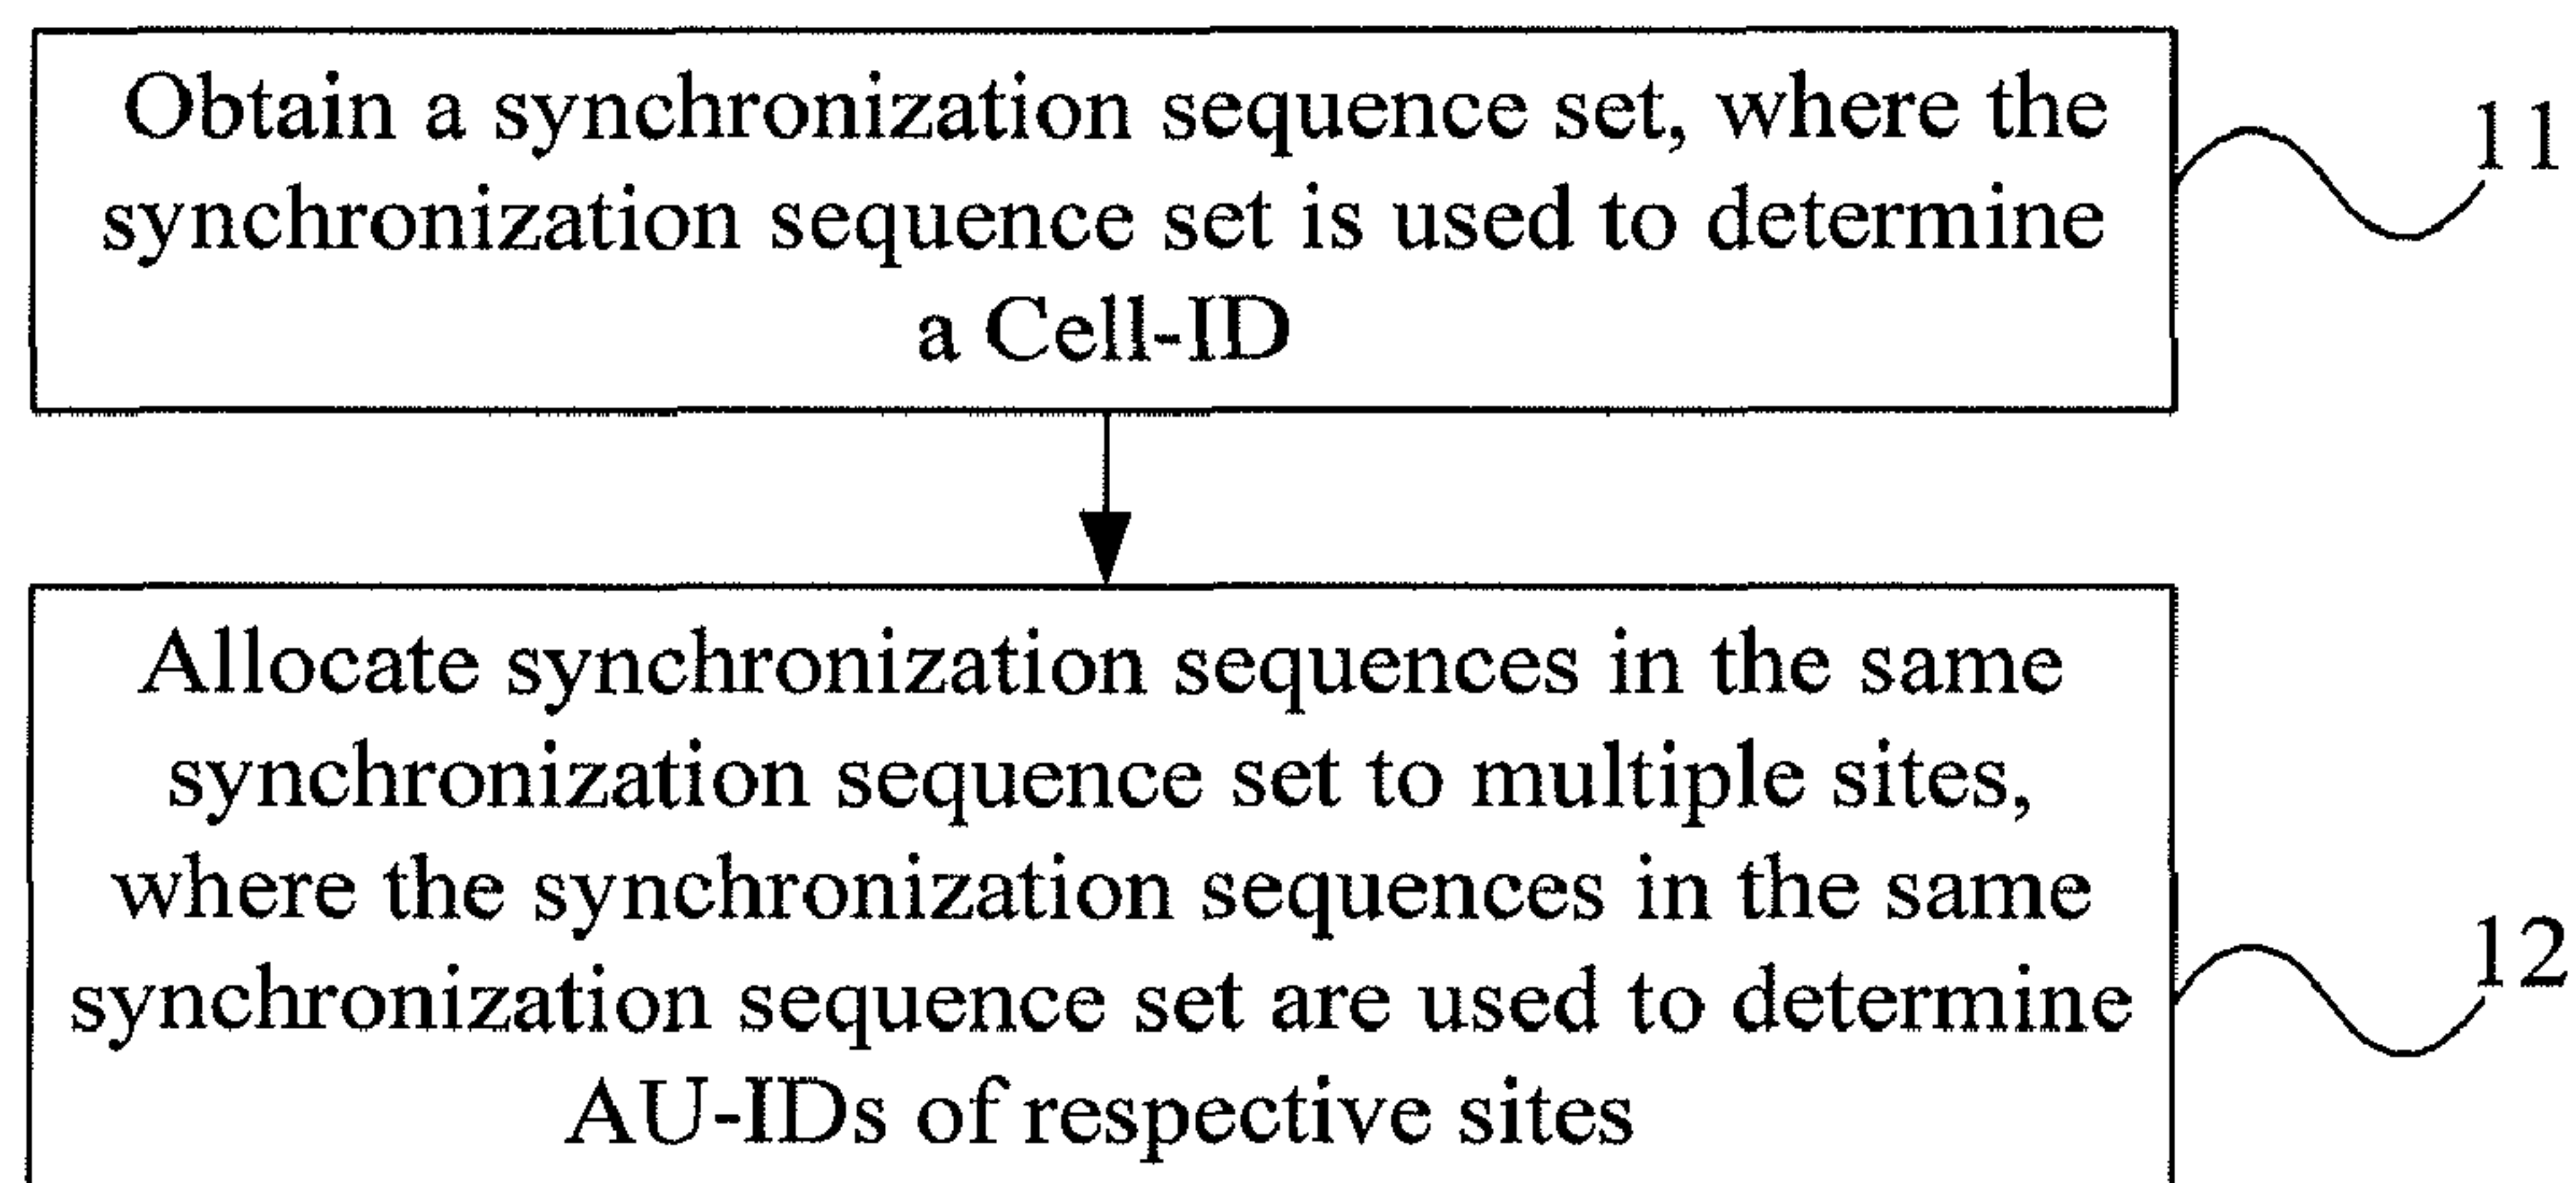 Obtain a synchronization sequence set, where the
synchronization sequence set is used to determine
a Cell-ID
11
Allocate synchronization sequences in the same
synchronization sequence set to multiple sites,
where the synchronization sequences in the same
synchronization sequence set are used to determine
AU-IDs of respective sites
12